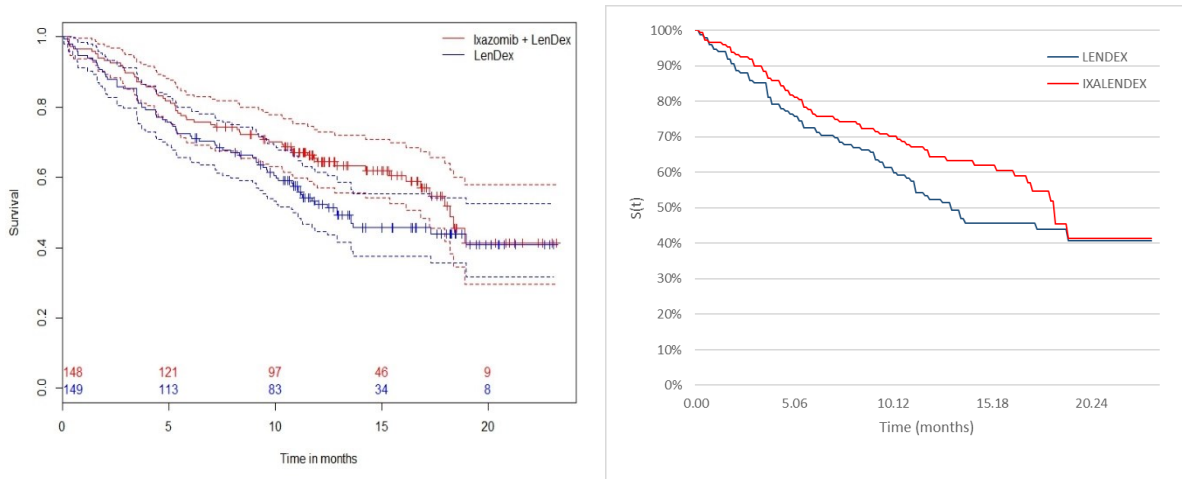 Ixazomib + LenDex
LenDex
Survival
1.0
0.8
0.6
0.4
0.2
0.0
148 121 97 46 9
149 113 83 34 8
0 5 10 15 20
Time in months
LENDEX
IXALENDEX
S(t)
100%
90%
80%
70%
60%
50%
40%
30%
20%
10%
0%
0.00 5.06 10.12 15.18 20.24
Time (months)